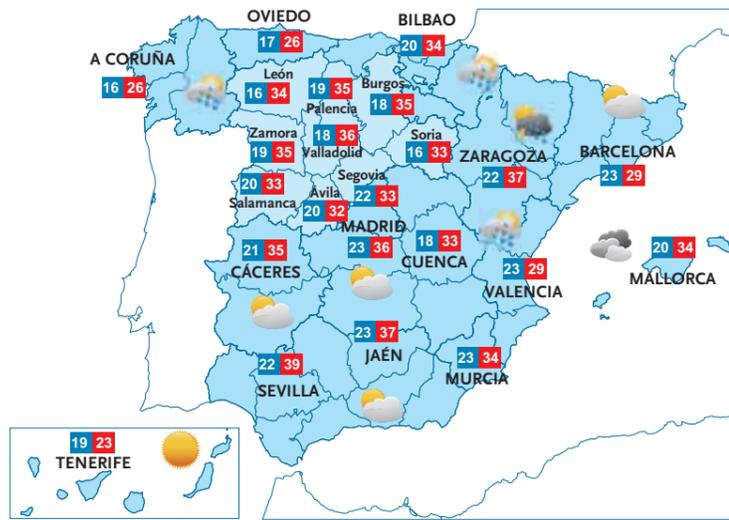 OVIEDO
17 26
BILBAO
20 34
A CORUÑA
16 26
León
16 34
19 35
Palencia
Burgos
18 35
Zamora
19 35
18 36
Valladolid
Soria
16 33
ZARAGOZA
22 37
BARCELONA
23 29
20 33
Salamanca
Ávila
20 32
Segovia
22 33
MADRID
23 36
21 35
CÁCERES
18 33
CUENCA
23 29
VALENCIA
20 34
MALLORCA
23 37
JAÉN
23 34
MURCIA
22 39
SEVILLA
19 23
TENERIFE